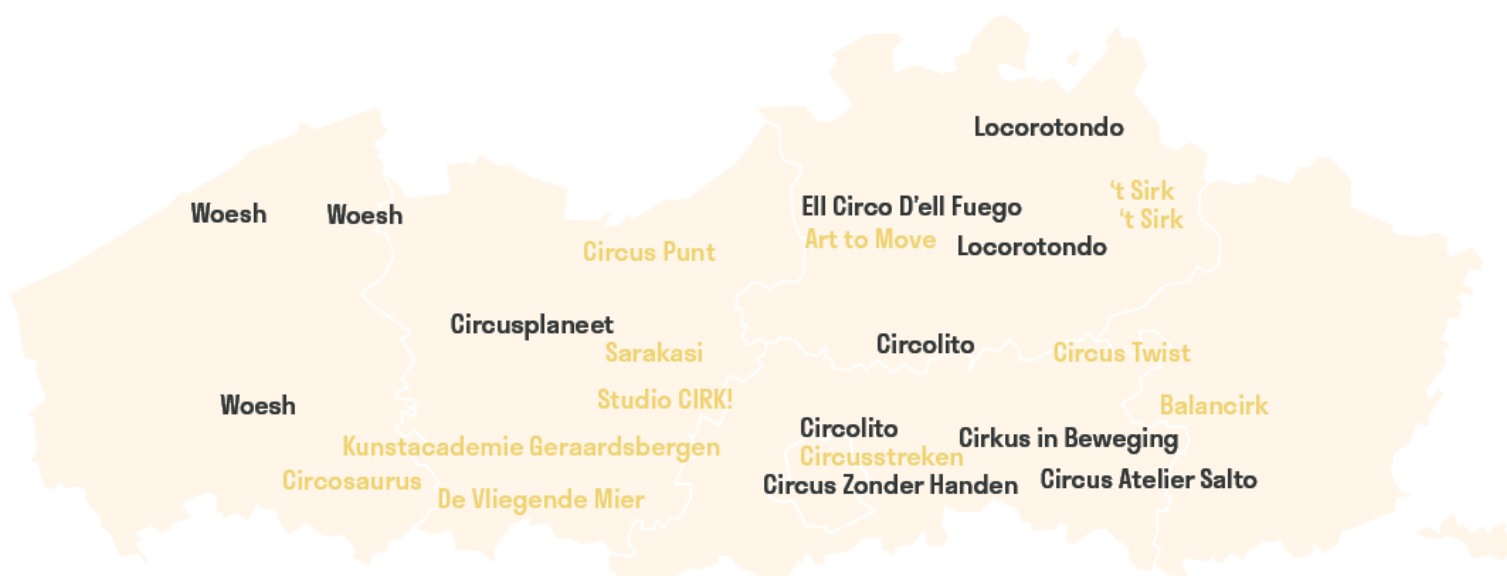 Locorotondo
't Sirk
Ell Circo D'ell Fuego
Woesh
Woesh
't Sirk
Art to Move
Locorotondo
Circus Punt
Circusplaneet
Circolito
Sarakasi
Circus Twist
Studio CIRK!
Woesh
Balancirk
Circolito
Cirkus in Beweging
Kunstacademie Geraardsbergen
Circusstreken
Circosaurus
Circus Zonder Handen
Circus Atelier Salto
De Vliegende Mier